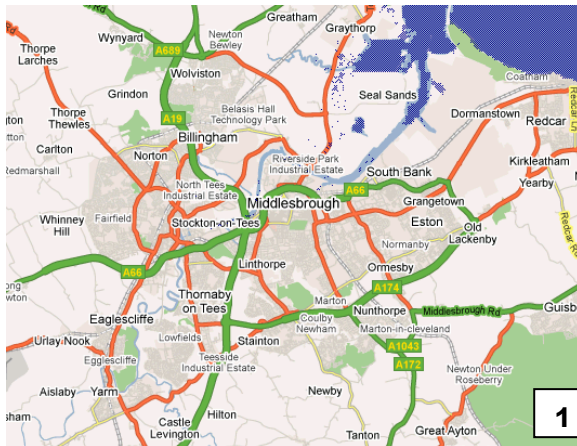 Greatham
Graythorp
Wynyard
Newton
Bewley
Thorpe
Larches
A689
Wolviston
Coatham
Grindon
Seal Sands
Belasis Hall
Technology Park
Thorpe
Thewles
A19
Dormanstown
Redcar
Redcar Ln
Billingham
Carlton
Redmarshall
Norton
Riverside Park
Industrial Estate
South Bank
Kirkleatham
Yearby
North Tees
Industrial Estate
A66
Whinney
Hill
Fairfield
Middlesbrough
Grangetown
Stockton-on-Tees
Eston
Old
Lackenby
Redcar Rd
Normanby
A66
Linthorpe
Ormesby
Thornaby
on Tees
A174
Eaglescliffe
Marton
Coulby
Newham
Nunthorpe
Middlesbrough Rd
Guisb
Urlay Nook
Lowfields
Stainton
Marton-in-cleveland
Egglescliffe
Teesside
Industrial Estate
A1043
A172
Newton Under
Roseberry
Aislaby
Yarm
Newby
Hilton
Castle
Levington
Tanton
Great Ayton
1